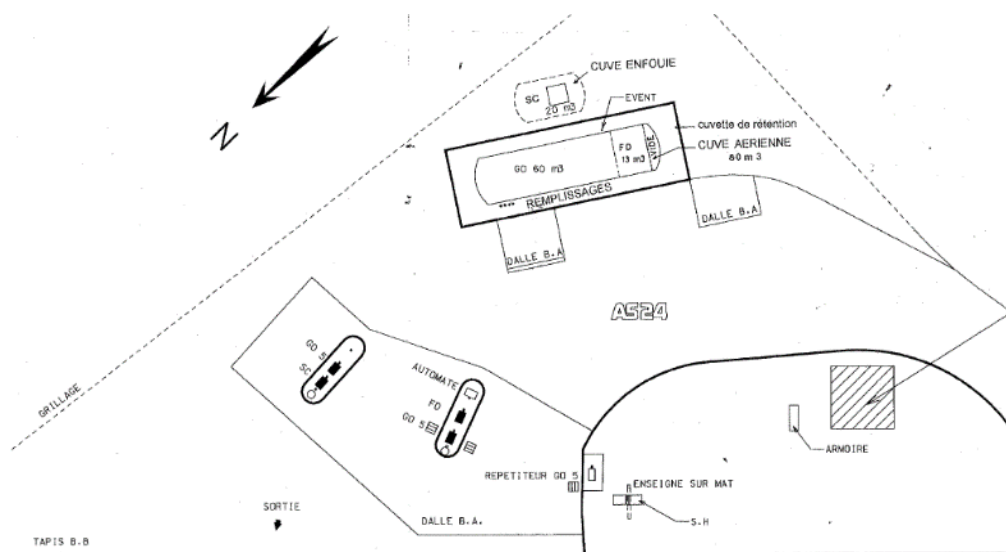 CUVE ENFOUIE
SC
20 m3
EVENT
cuvette de rétention
FD
13 m3
VIDE
CUVE AERIENNE
80 m3
GO 60 m3
REMPLISSAGES
DALLE B.A
DALLE B.A
N
AS24
GO
5
SC
AUTOMATE
FD
GO 5
GRILLAGE
ARMOIRE
REPETITEUR GO 5
ENSEIGNE SUR MAT
S.H
SORTIE
DALLE B.A.
TAPIS B.B